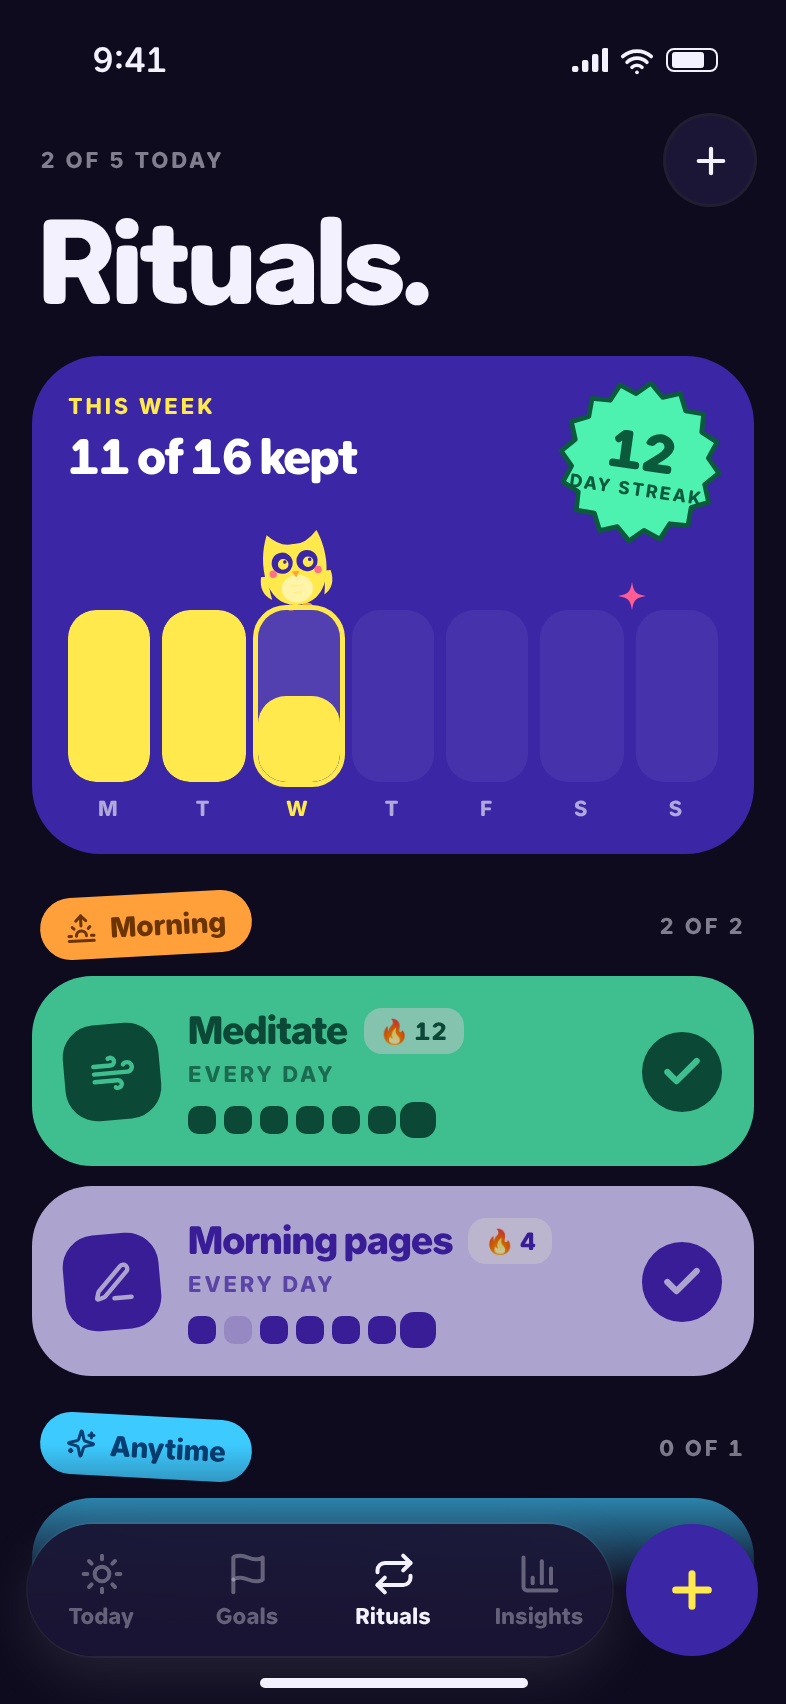 9:41
2 OF 5 TODAY
Rituals.
THIS WEEK
11 of 16 kept
12
DAY STREAK
M T W T F S S
Morning
2 OF 2
Meditate 🔥 12
EVERY DAY
Morning pages 🔥 4
EVERY DAY
Anytime
0 OF 1
Today Goals Rituals Insights